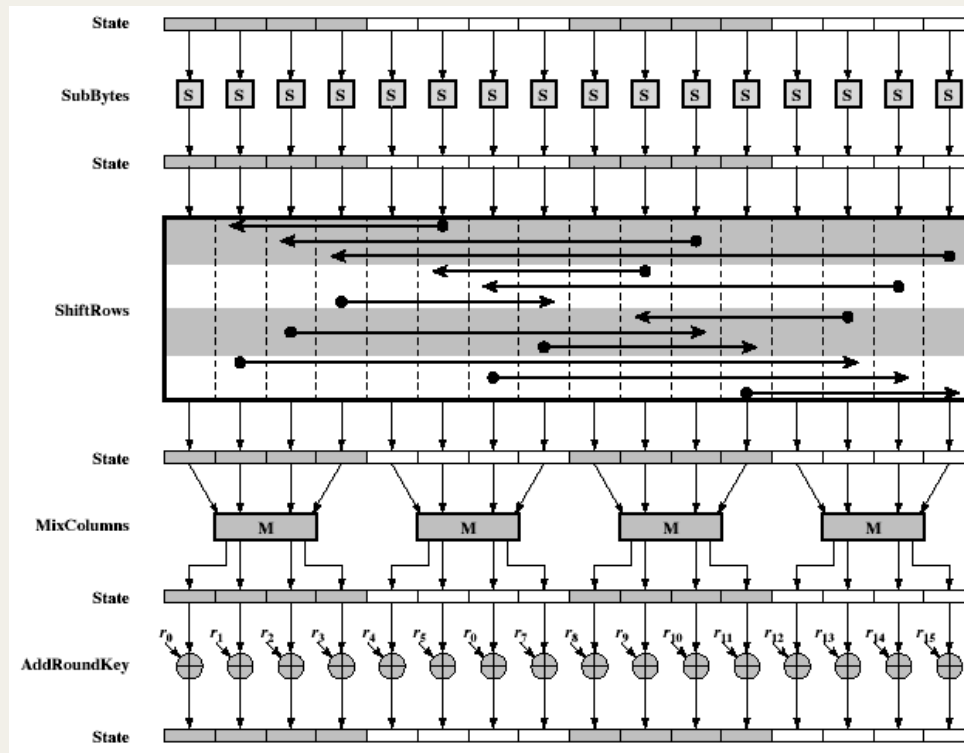 State
SubBytes S S S S S S S S S S S S S S S S
State
ShiftRows
State
MixColumns M M M M
State
r0 r1 r2 r3 r4 r5 r0 r7 r8 r9 r10 r11 r12 r13 r14 r15
AddRoundKey
State